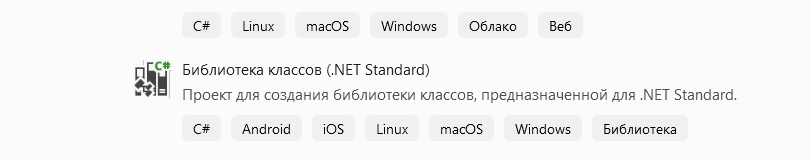 C# Linux macOS Windows Облако Веб
C#
Библиотека классов (.NET Standard)
Проект для создания библиотеки классов, предназначенной для .NET Standard.
C# Android iOS Linux macOS Windows Библиотека